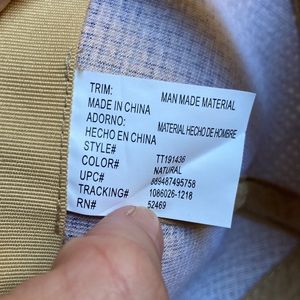 TRIM: MAN MADE MATERIAL
MADE IN CHINA
ADORNO: MATERIAL HECHO DE HOMBRE
HECHO EN CHINA
STYLE# TT191436
COLOR# NATURAL
UPC# 889487495758
TRACKING# 1086026-1218
RN# 52469